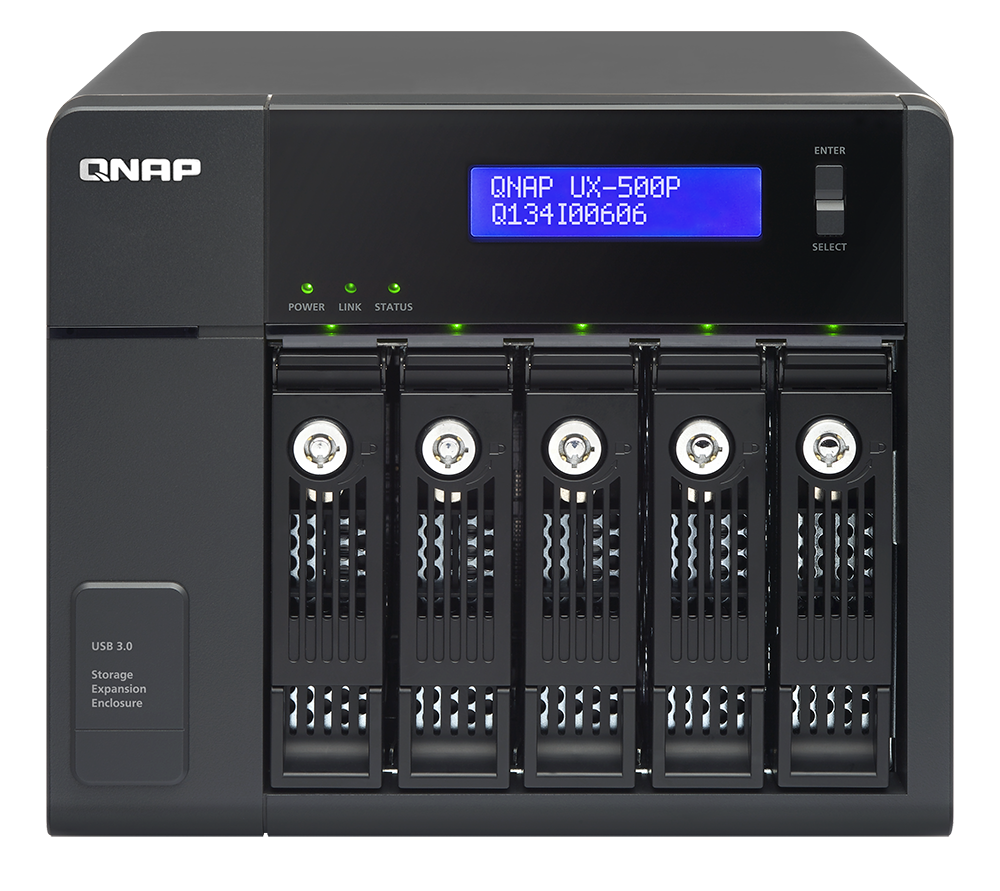 QNAP
QNAP UX-500P
Q134I00606
ENTER
SELECT
POWER LINK STATUS
USB 3.0
Storage
Expansion
Enclosure